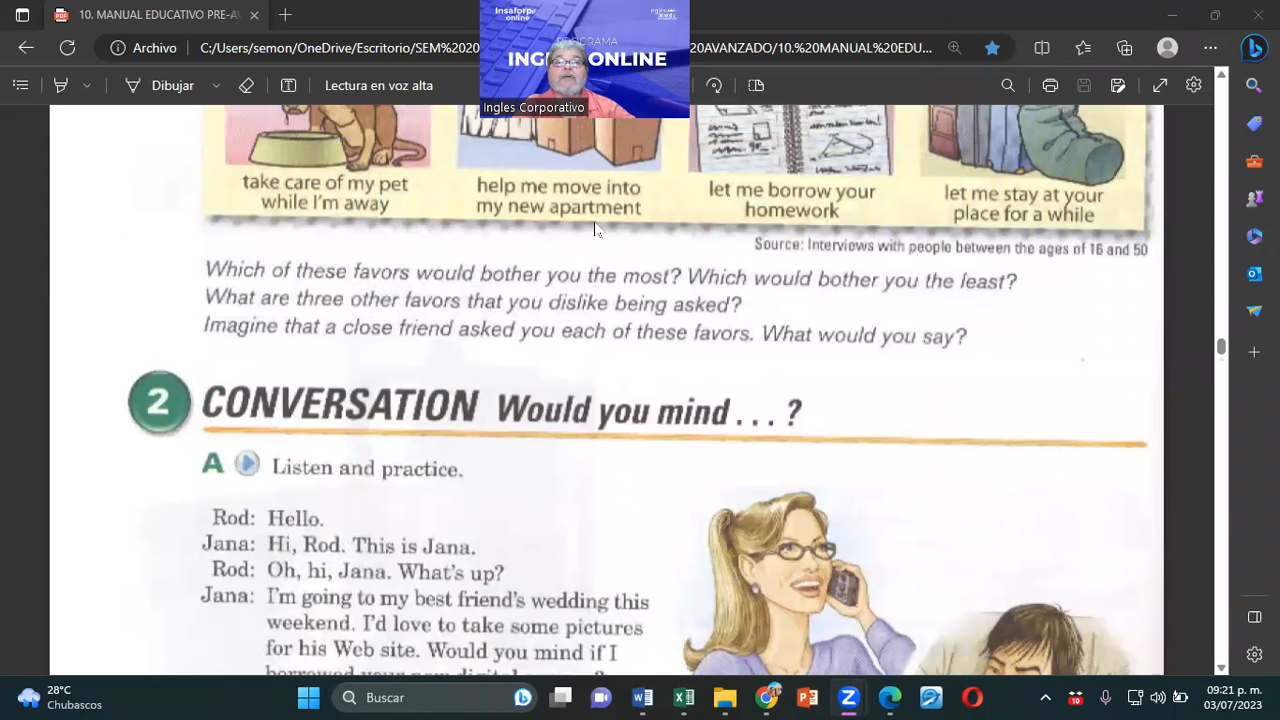 10. MANUAL EDUCATIVO PRE-A
Archivo
C:/Users/semon/OneDrive/Escritorio/SEM%2020
20AVANZADO/10.%20MANUAL%20EDU...
Dibujar
Lectura en voz alta
Insaforp
online
PROGRAMA
INGLES ONLINE
Ingles Corporativo
take care of my pet
while I'm away
help me move into
my new apartment
let me borrow your
homework
let me stay at your
place for a while
Source: Interviews with people between the ages of 16 and 50
Which of these favors would bother you the most? Which would bother you the least?
What are three other favors that you dislike being asked?
Imagine that a close friend asked you each of these favors. What would you say?
2 CONVERSATION Would you mind . . . ?
A Listen and practice.
Rod: Hello.
Jana: Hi, Rod. This is Jana.
Rod: Oh, hi, Jana. What's up?
Jana: I'm going to my best friend's wedding this
weekend. I'd love to take some pictures
for his Web site. Would you mind if I
28°C
Chubascos
Buscar
10
09:21 p. m.
03/07/2023